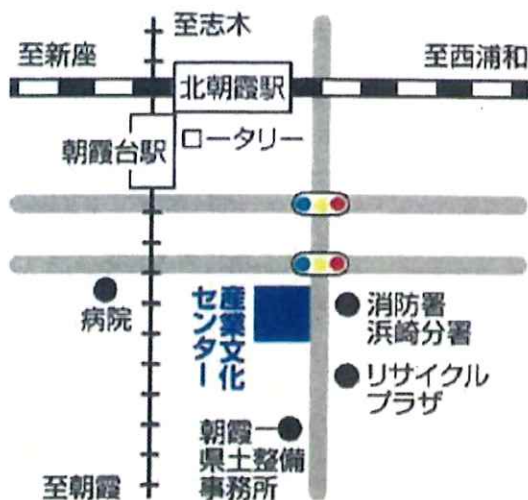 至志木
至新座
至西浦和
北朝霞駅
朝霞台駅
ロータリー
病院
産業文化
センター
消防署
浜崎分署
リサイクル
プラザ
朝霞
県土整備
事務所
至朝霞